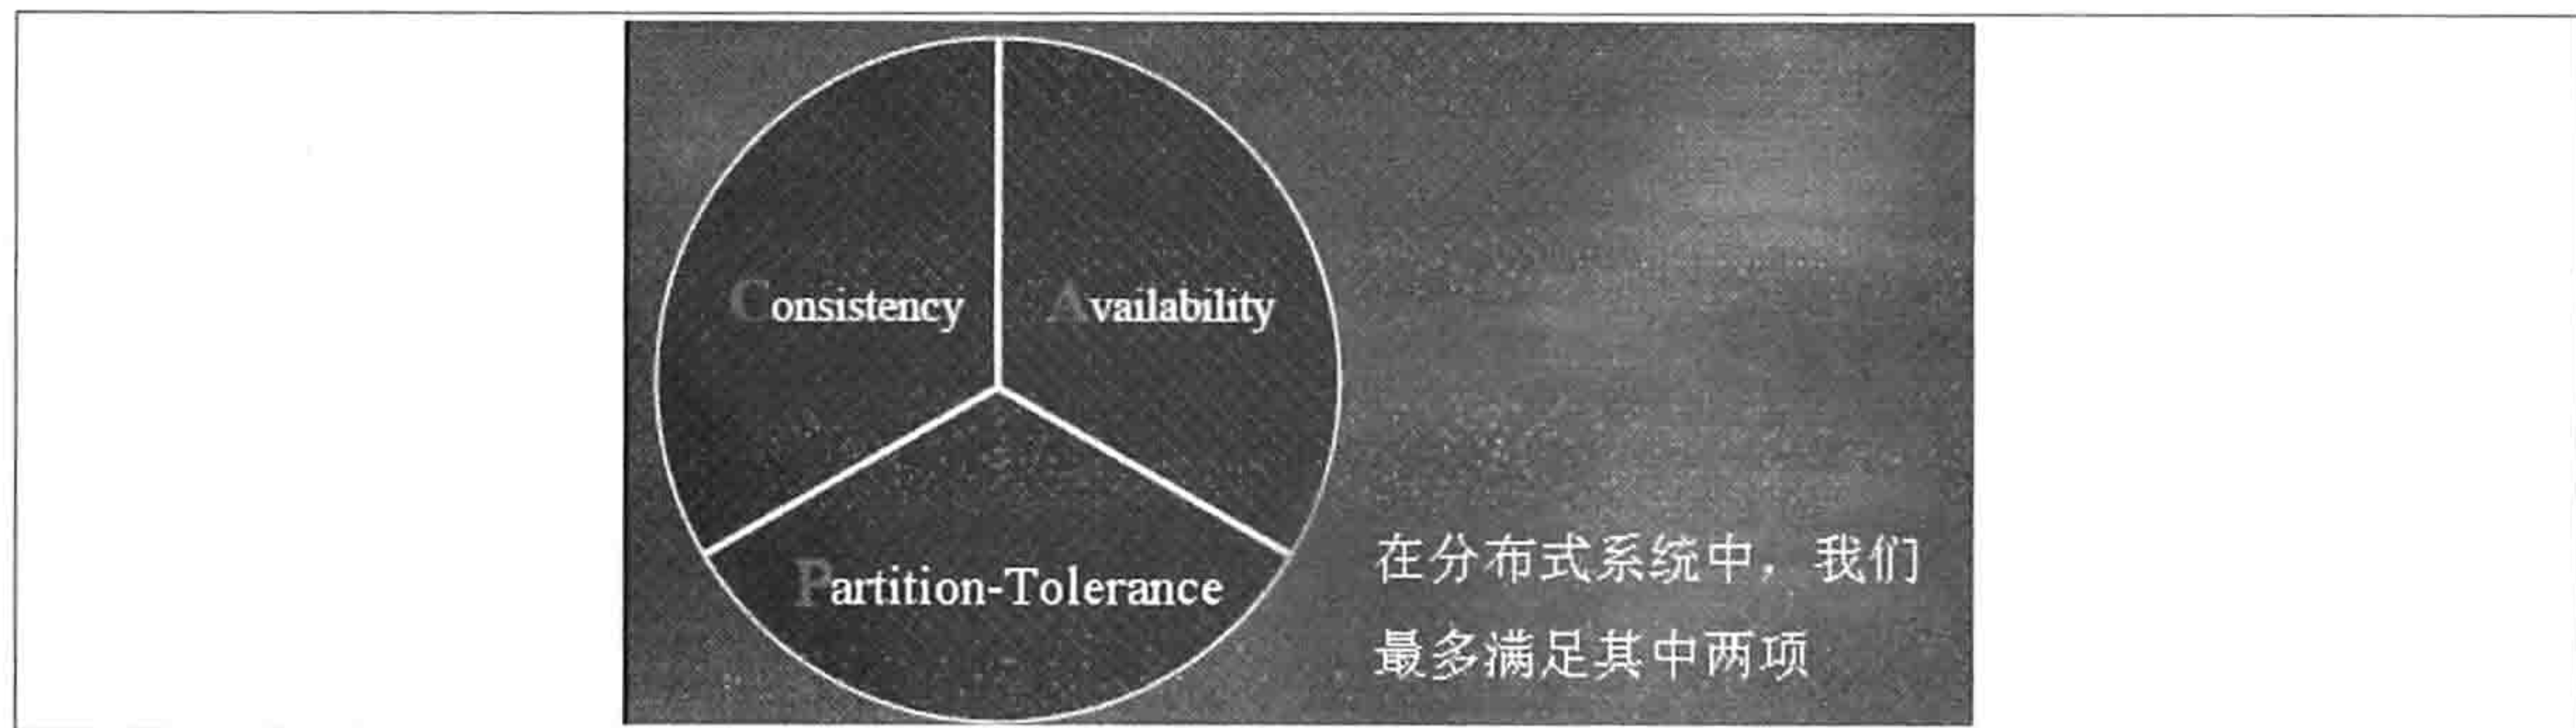 Consistency
Availability
Partition-Tolerance
在分布式系统中，我们
最多满足其中两项